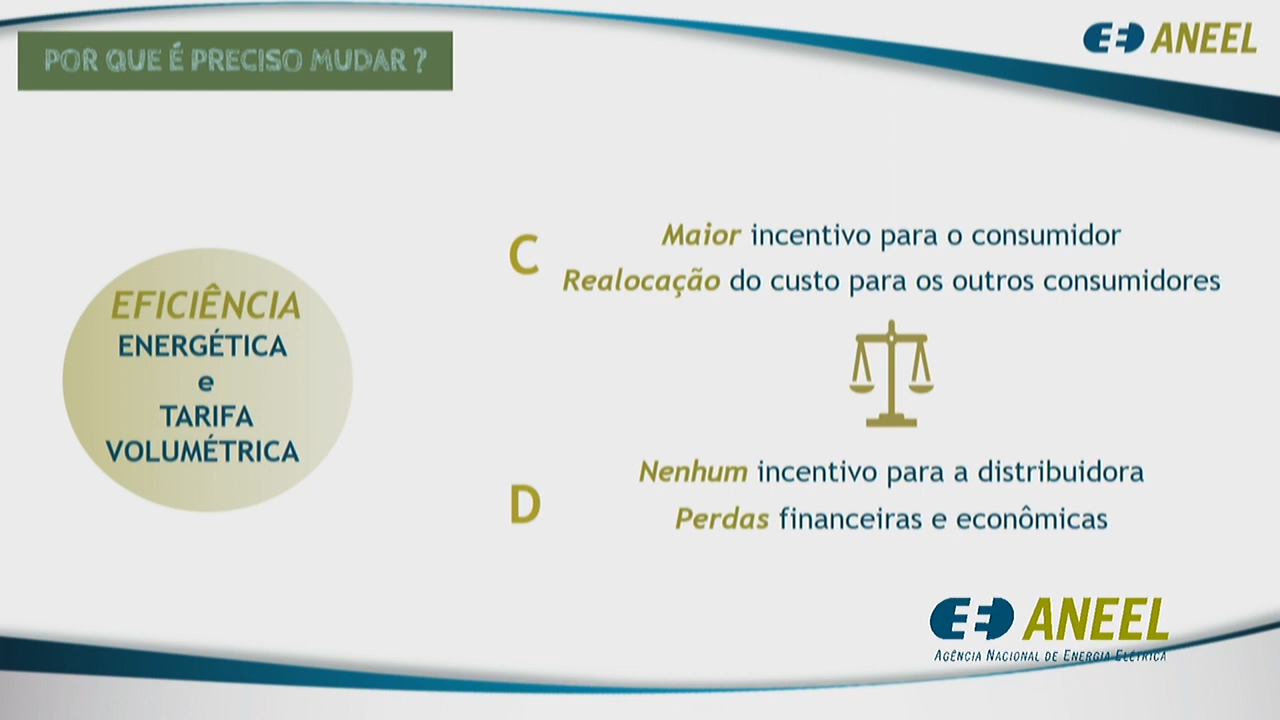 POR QUE É PRECISO MUDAR ?
ANEEL
EFICIÊNCIA
ENERGÉTICA
e
TARIFA
VOLUMÉTRICA
C
Maior incentivo para o consumidor
Realocação do custo para os outros consumidores
D
Nenhum incentivo para a distribuidora
Perdas financeiras e econômicas
ANEEL
AGÊNCIA NACIONAL DE ENERGIA ELÉTRICA